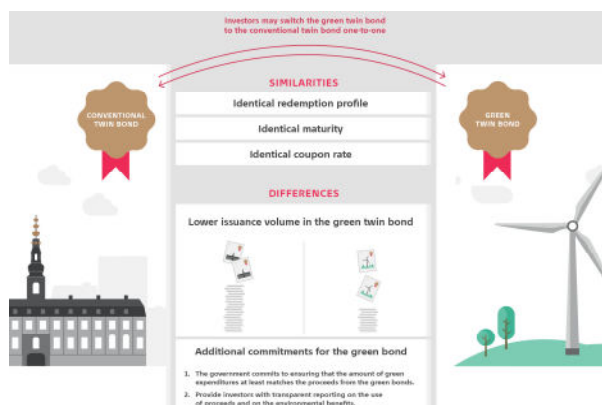 Investors may switch the green twin bond
to the conventional twin bond one-to-one
SIMILARITIES
CONVENTIONAL
TWIN BOND
Identical redemption profile
GREEN
TWIN BOND
Identical maturity
Identical coupon rate
DIFFERENCES
Lower issuance volume in the green twin bond
Additional commitments for the green bond
1. The government commits to ensuring that the amount of green
expenditures at least matches the proceeds from the green bonds.
2. Provide investors with transparent reporting on the use
of proceeds and on the environmental benefits.